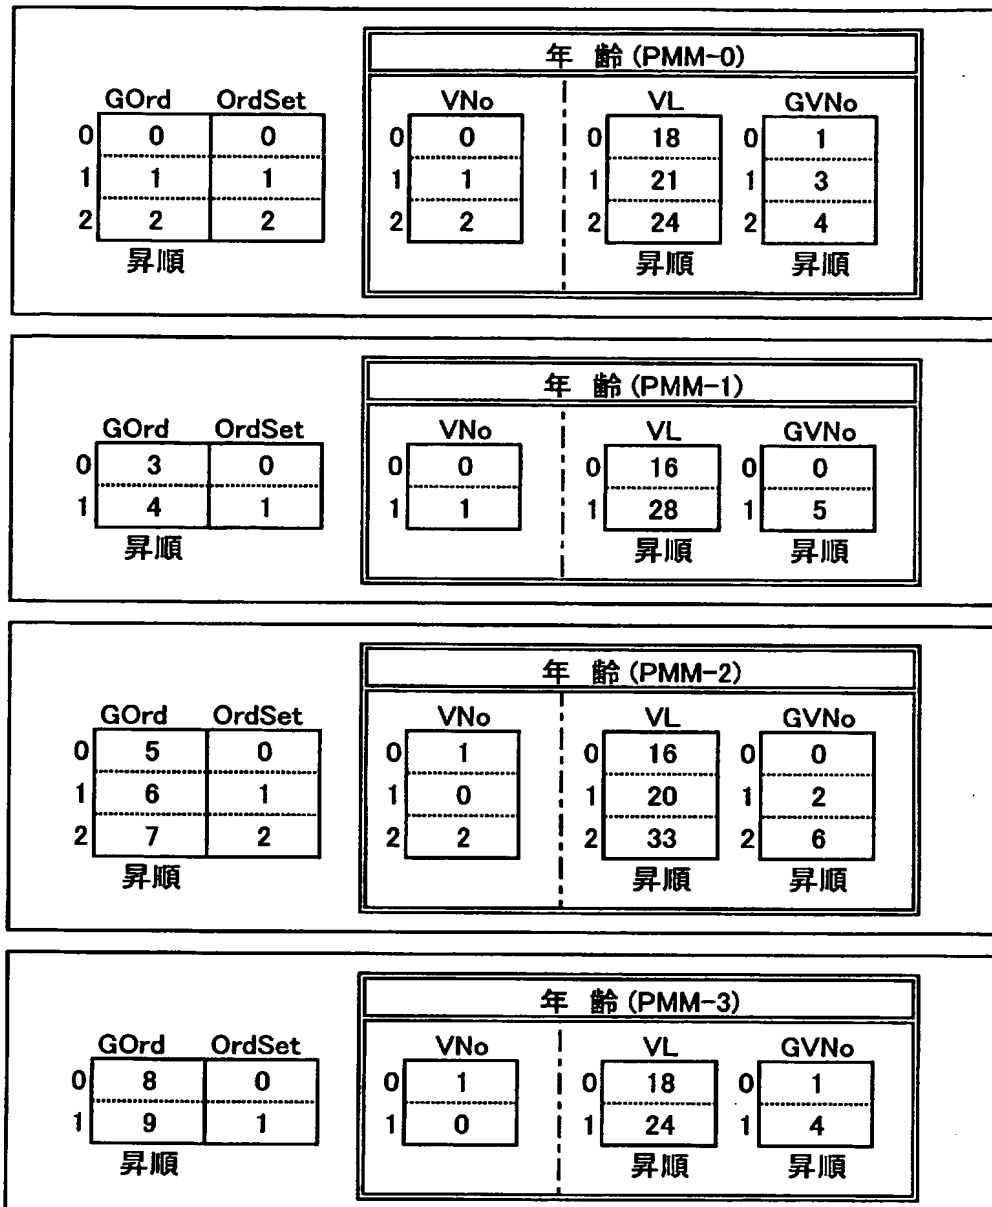 年 齢 (PMM-0)
GOrd OrdSet VNo VL GVNo
0 0 0 0 0 0 18 0 1
1 1 1 1 1 1 21 1 3
2 2 2 2 2 2 24 2 4
昇順 昇順 昇順
年 齢 (PMM-1)
GOrd OrdSet VNo VL GVNo
0 3 0 0 0 0 16 0 0
1 4 1 1 1 1 28 1 5
昇順 昇順 昇順
年 齢 (PMM-2)
GOrd OrdSet VNo VL GVNo
0 5 0 0 1 0 16 0 0
1 6 1 1 0 1 20 1 2
2 7 2 2 2 2 33 2 6
昇順 昇順 昇順
年 齢 (PMM-3)
GOrd OrdSet VNo VL GVNo
0 8 0 0 1 0 18 0 1
1 9 1 1 0 1 24 1 4
昇順 昇順 昇順